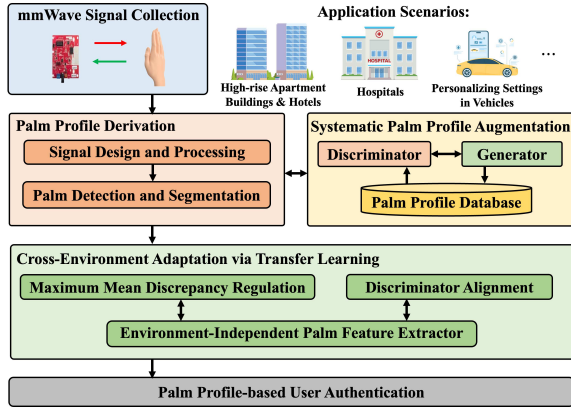 mmWave Signal Collection
Application Scenarios:
HOSPITAL
...
High-rise Apartment
Buildings & Hotels
Hospitals
Personalizing Settings
in Vehicles
Palm Profile Derivation
Signal Design and Processing
Palm Detection and Segmentation
Systematic Palm Profile Augmentation
Discriminator
Generator
Palm Profile Database
Cross-Environment Adaptation via Transfer Learning
Maximum Mean Discrepancy Regulation
Discriminator Alignment
Environment-Independent Palm Feature Extractor
Palm Profile-based User Authentication